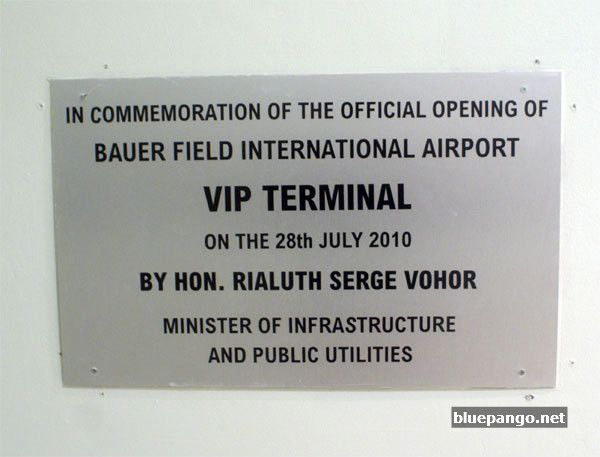 IN COMMEMORATION OF THE OFFICIAL OPENING OF
BAUER FIELD INTERNATIONAL AIRPORT
VIP TERMINAL
ON THE 28th JULY 2010
BY HON. RIALUTH SERGE VOHOR
MINISTER OF INFRASTRUCTURE
AND PUBLIC UTILITIES
bluepango.net